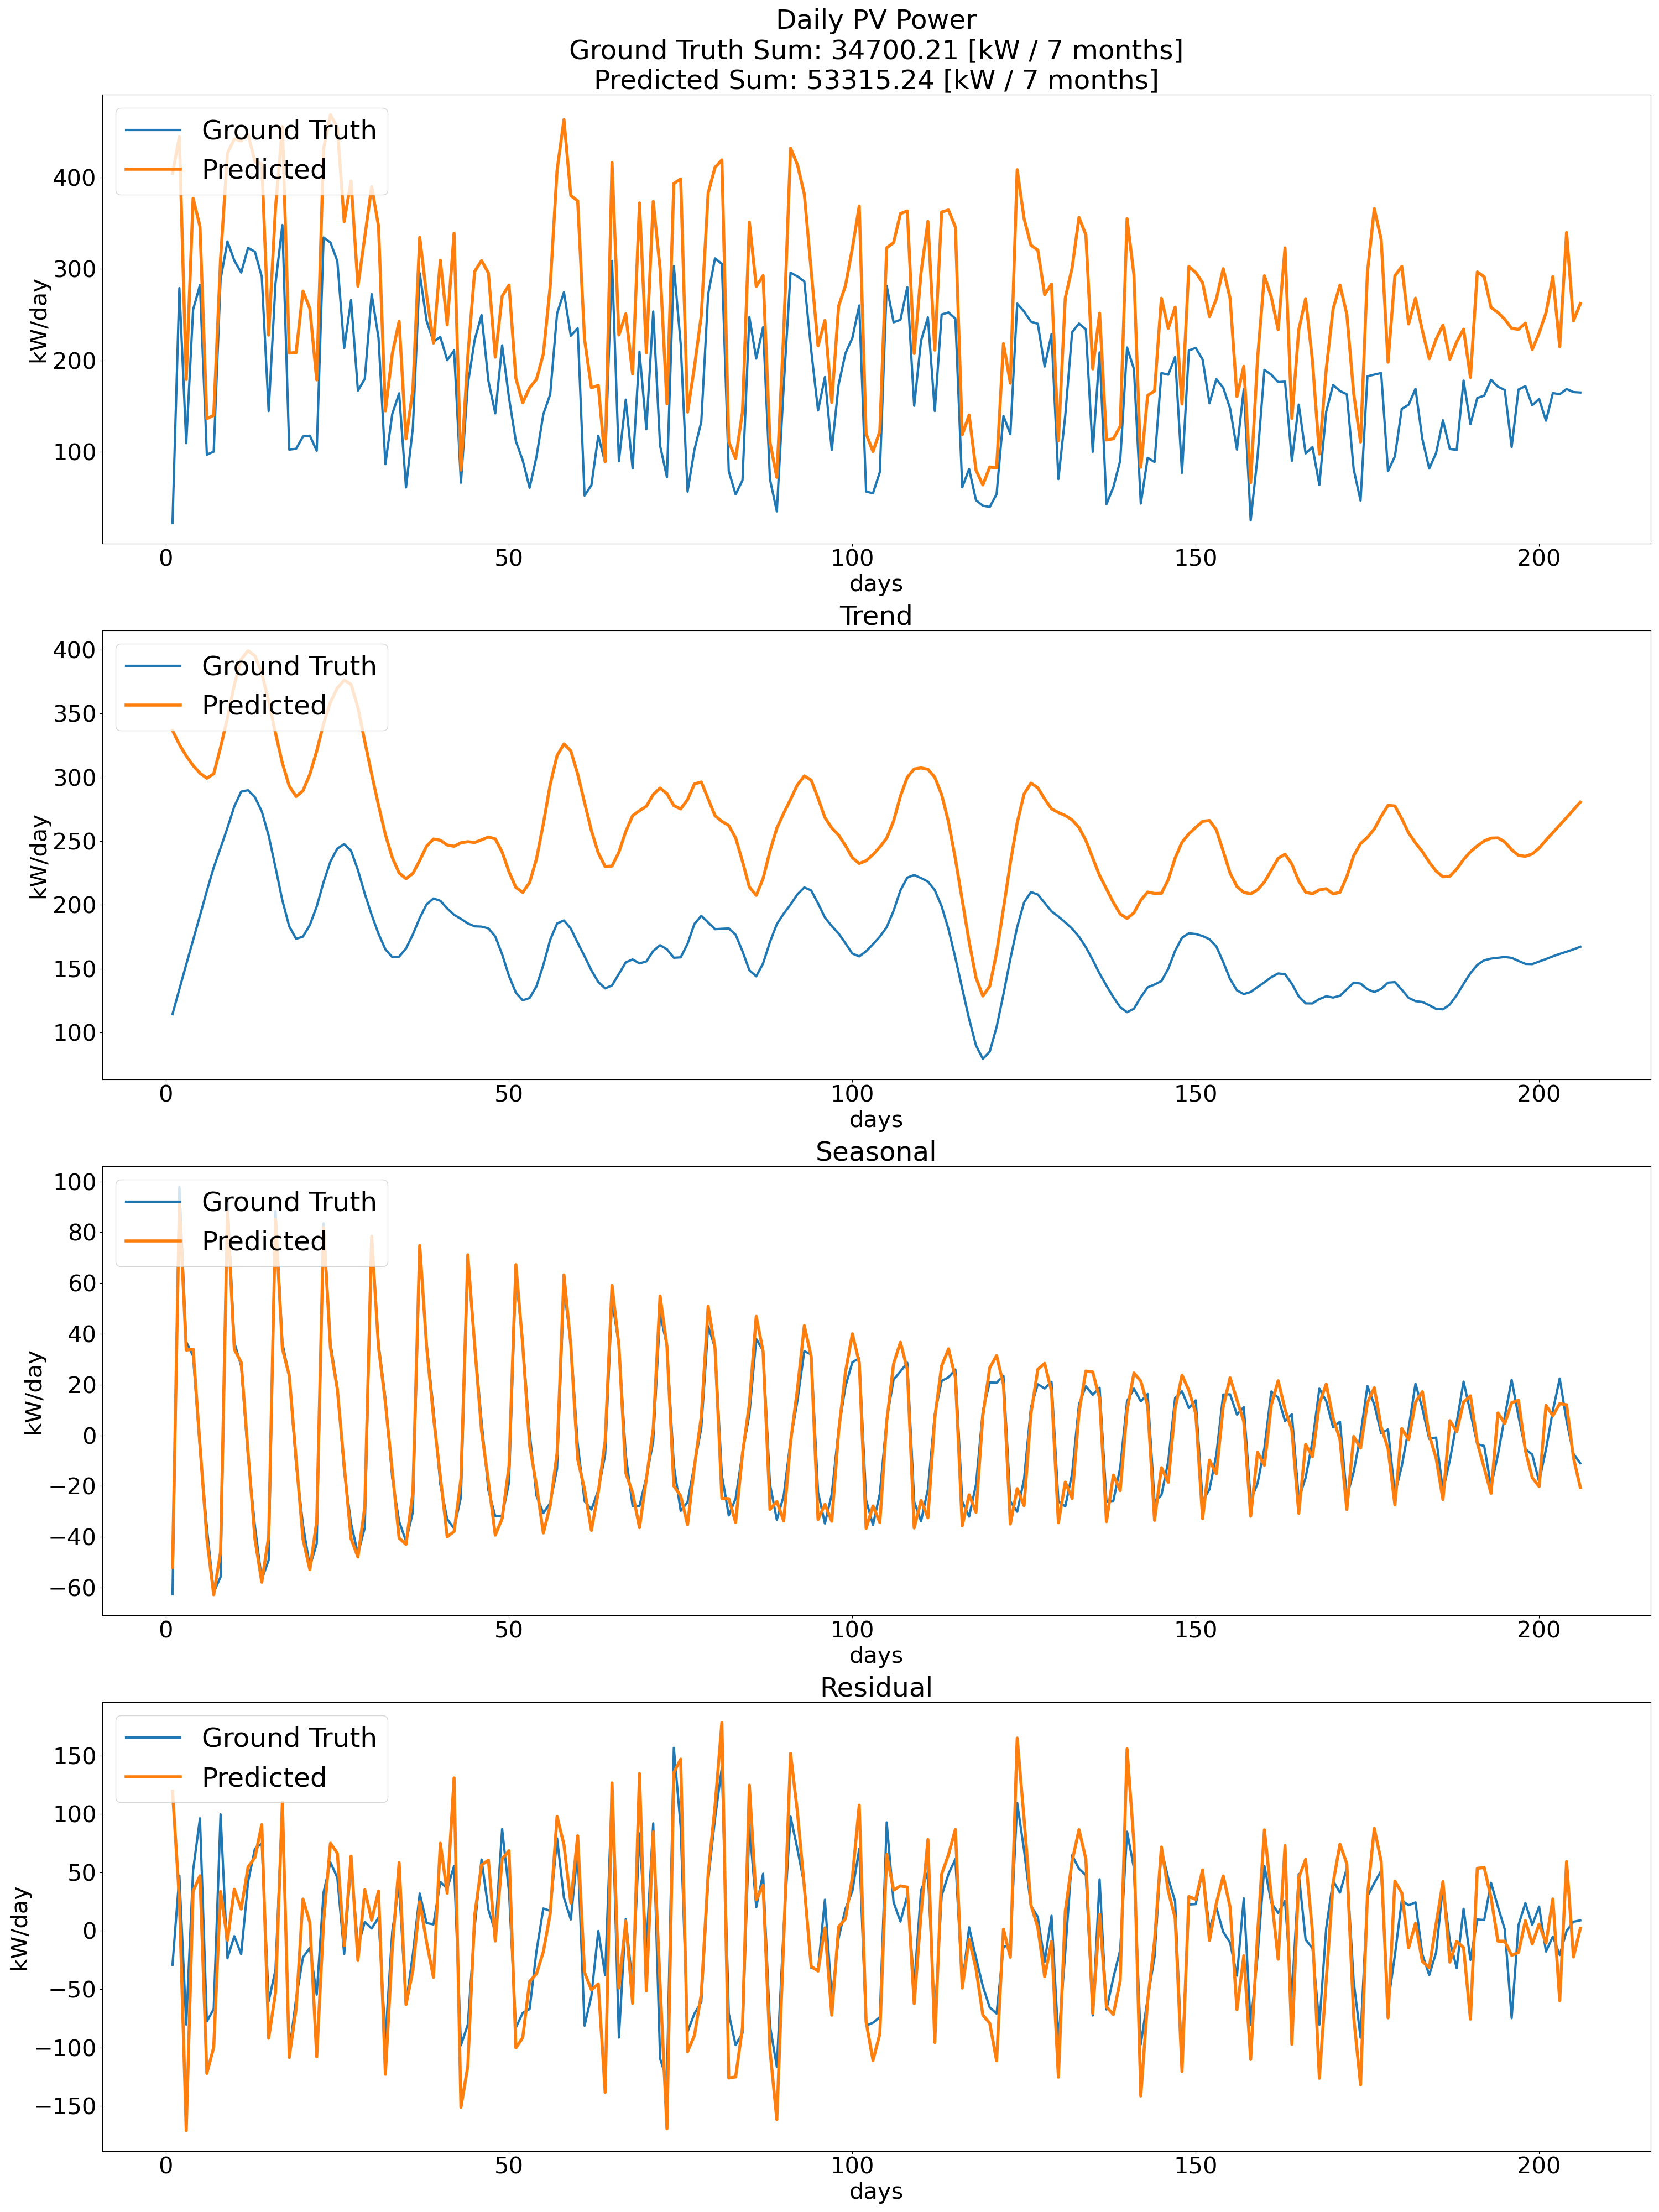 Daily PV Power
Ground Truth Sum: 34700.21 [kW / 7 months]
Predicted Sum: 53315.24 [kW / 7 months]
Ground Truth
Predicted
400
300
200
100
kW/day
0 50 100 150 200
days
Trend
Ground Truth
Predicted
400
350
300
250
200
150
100
kW/day
0 50 100 150 200
days
Seasonal
Ground Truth
Predicted
100
80
60
40
20
0
−20
−40
−60
kW/day
0 50 100 150 200
days
Residual
Ground Truth
Predicted
150
100
50
0
−50
−100
−150
kW/day
0 50 100 150 200
days